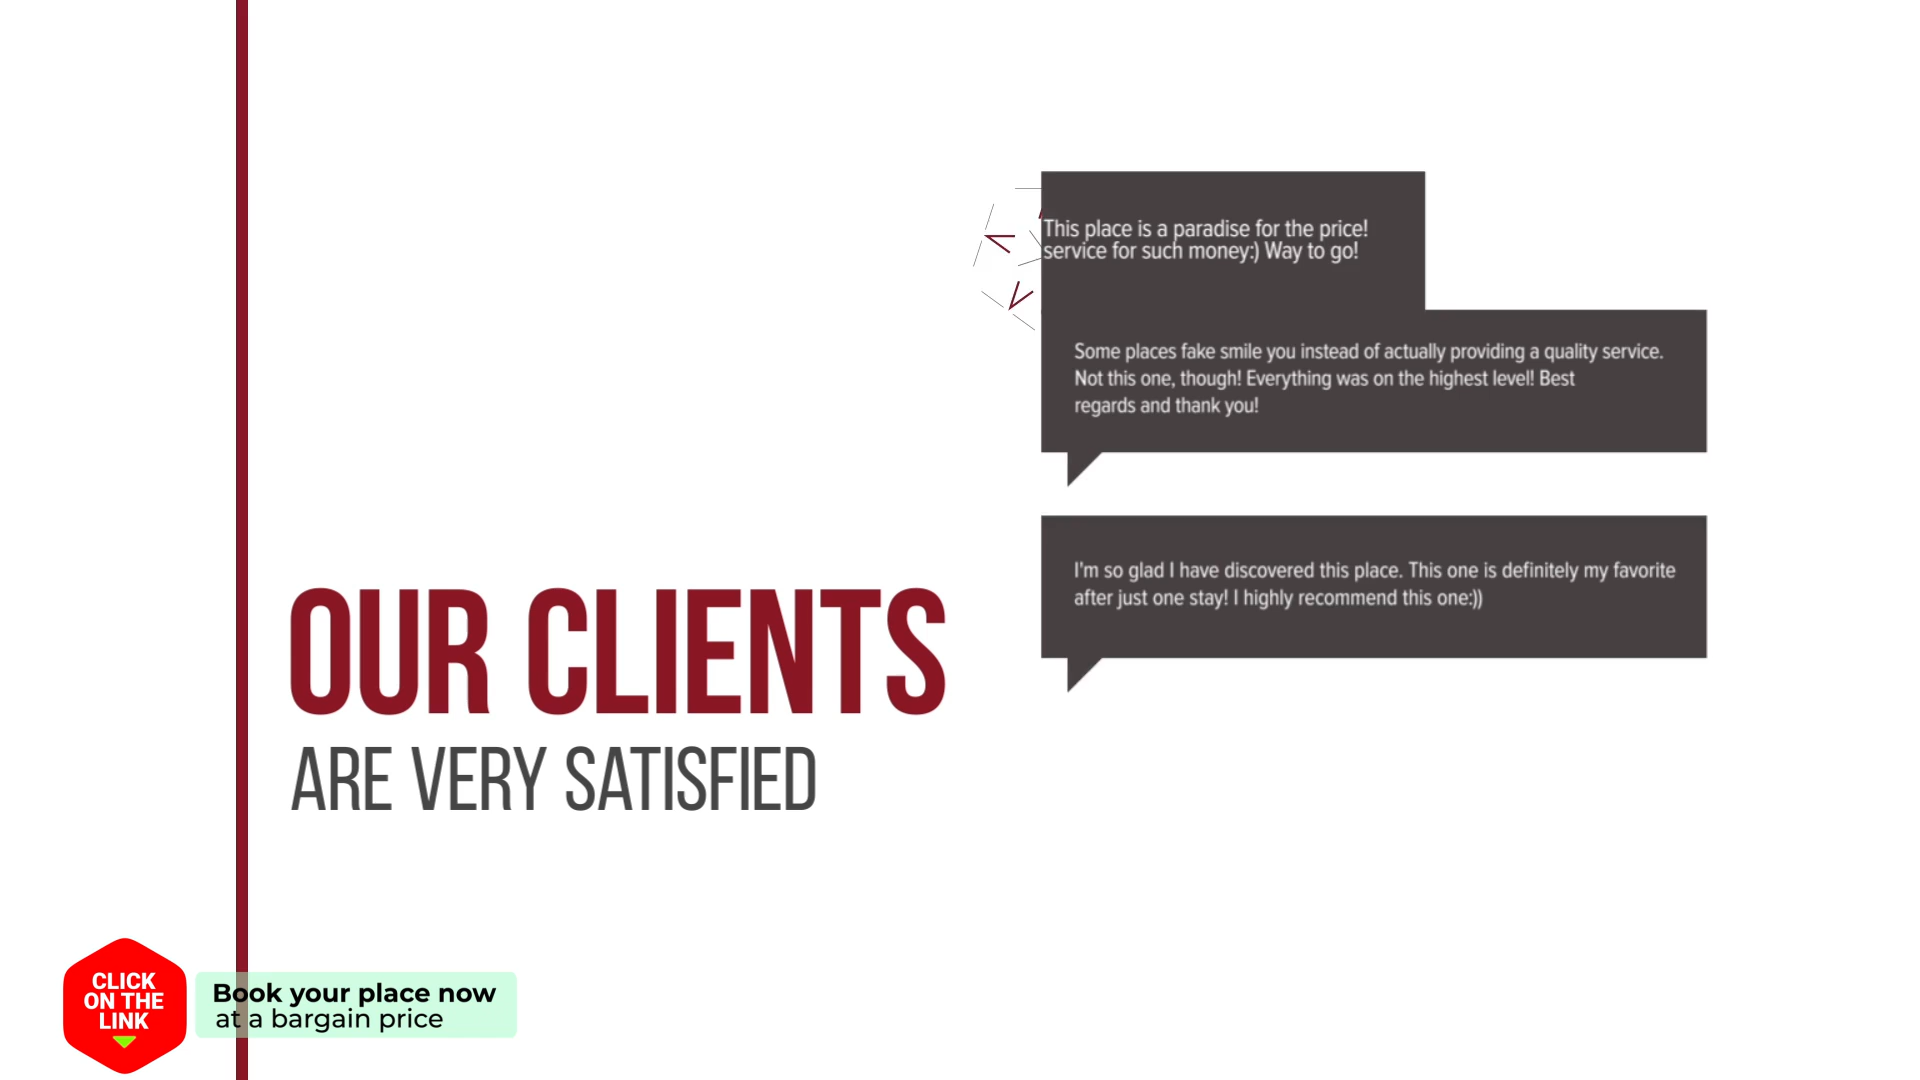 This place is a paradise for the price!
service for such money:) Way to go!
Some places fake smile you instead of actually providing a quality service.
Not this one, though! Everything was on the highest level! Best
regards and thank you!
I'm so glad I have discovered this place. This one is definitely my favorite
after just one stay! I highly recommend this one:))
OUR CLIENTS
ARE VERY SATISFIED
CLICK
ON THE
LINK
Book your place now
at a bargain price